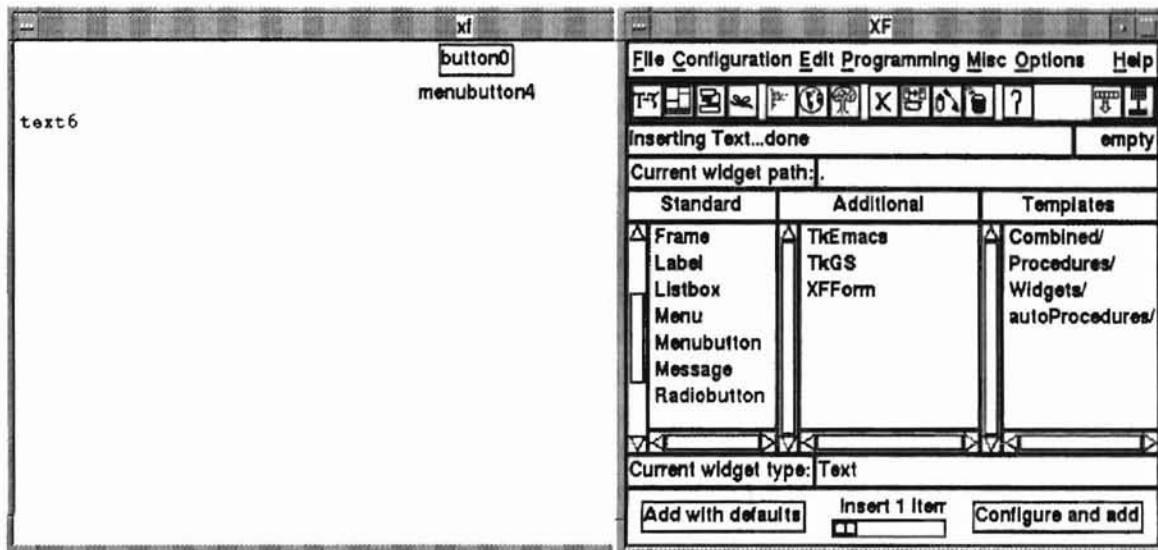 xf
button0
menubutton4
text6
XF
File Configuration Edit Programming Misc Options Help
?
Inserting Text...done empty
Current widget path: .
Standard Additional Templates
Frame
Label
Listbox
Menu
Menubutton
Message
Radiobutton
TkEmacs
TkGS
XFForm
Combined/
Procedures/
Widgets/
autoProcedures/
Current widget type: Text
Add with defaults
Insert 1 Iterr
Configure and add